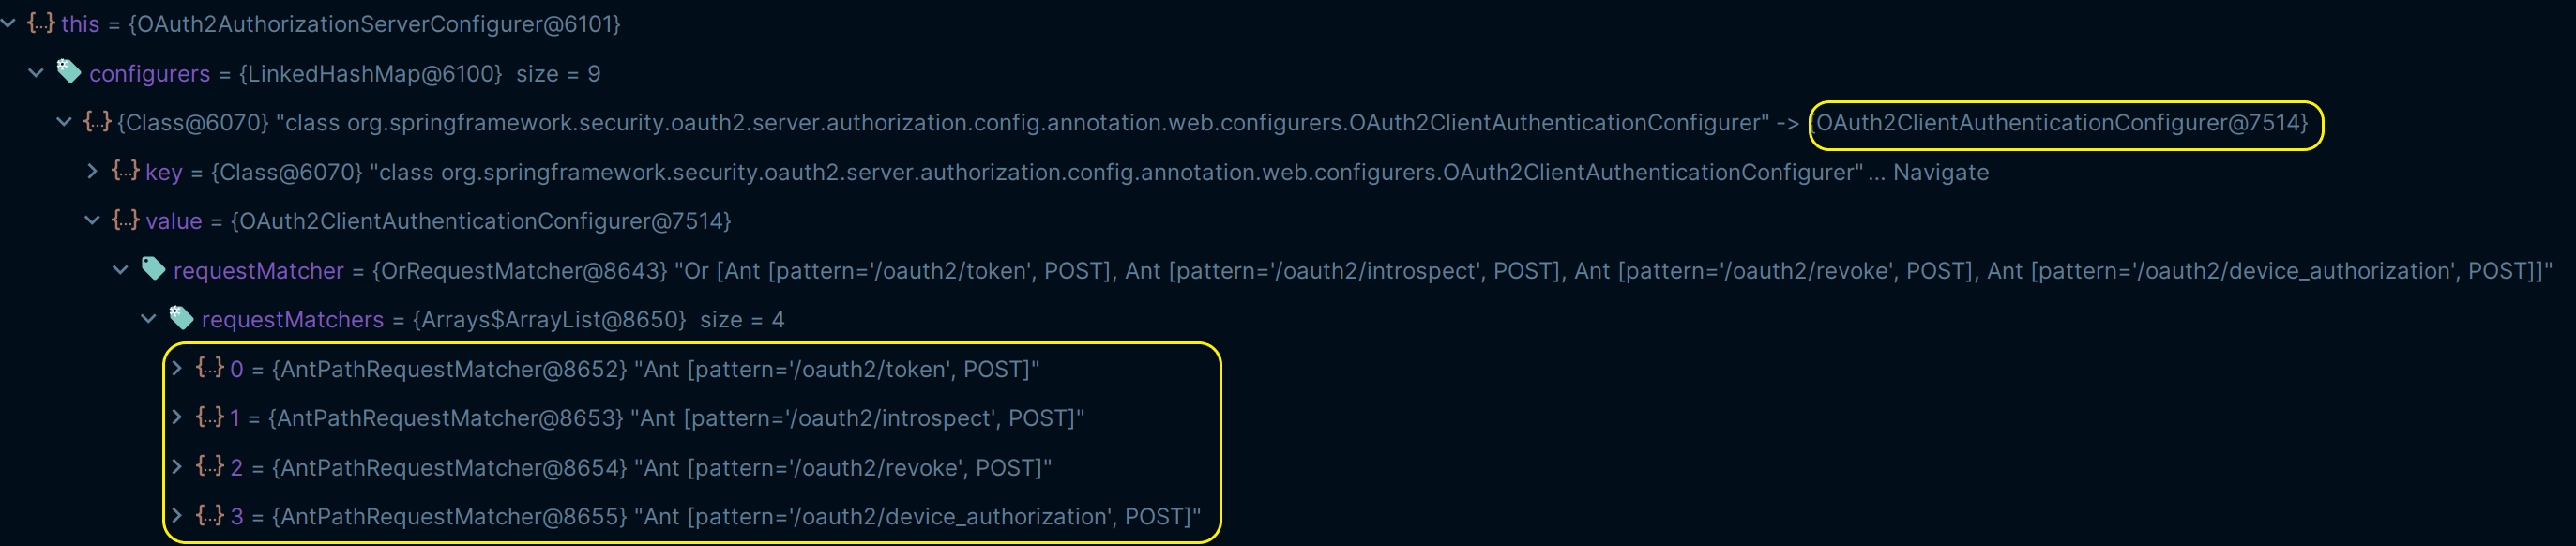 {...} this = {OAuth2AuthorizationServerConfigurer@6101}
configurers = {LinkedHashMap@6100} size = 9
{...} {Class@6070} "class org.springframework.security.oauth2.server.authorization.config.annotation.web.configurers.OAuth2ClientAuthenticationConfigurer" -> {OAuth2ClientAuthenticationConfigurer@7514}
{...} key = {Class@6070} "class org.springframework.security.oauth2.server.authorization.config.annotation.web.configurers.OAuth2ClientAuthenticationConfigurer" ... Navigate
{...} value = {OAuth2ClientAuthenticationConfigurer@7514}
requestMatcher = {OrRequestMatcher@8643} "Or [Ant [pattern='/oauth2/token', POST], Ant [pattern='/oauth2/introspect', POST], Ant [pattern='/oauth2/revoke', POST], Ant [pattern='/oauth2/device_authorization', POST]]"
requestMatchers = {Arrays$ArrayList@8650} size = 4
{...} 0 = {AntPathRequestMatcher@8652} "Ant [pattern='/oauth2/token', POST]"
{...} 1 = {AntPathRequestMatcher@8653} "Ant [pattern='/oauth2/introspect', POST]"
{...} 2 = {AntPathRequestMatcher@8654} "Ant [pattern='/oauth2/revoke', POST]"
{...} 3 = {AntPathRequestMatcher@8655} "Ant [pattern='/oauth2/device_authorization', POST]"